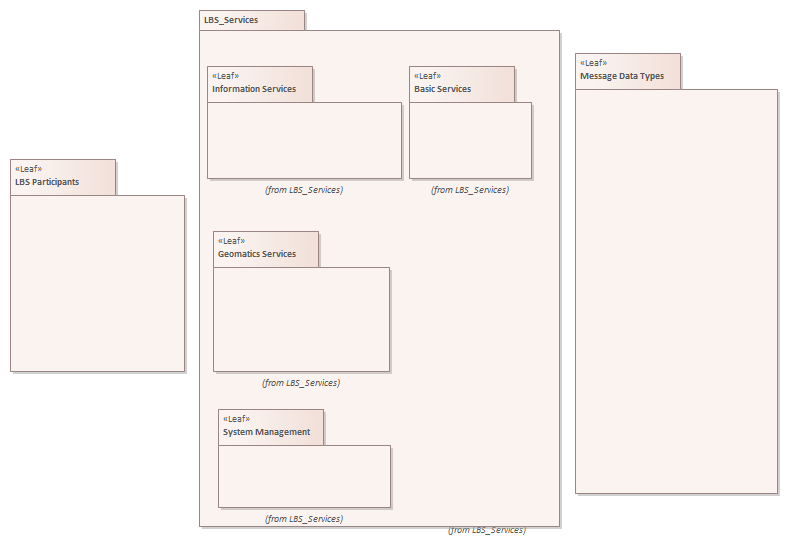 LBS_Services
«Leaf»
Information Services
(from LBS_Services)
«Leaf»
Basic Services
(from LBS_Services)
«Leaf»
Message Data Types
«Leaf»
LBS Participants
«Leaf»
Geomatics Services
(from LBS_Services)
«Leaf»
System Management
(from LBS_Services)
(from LBS_Services)